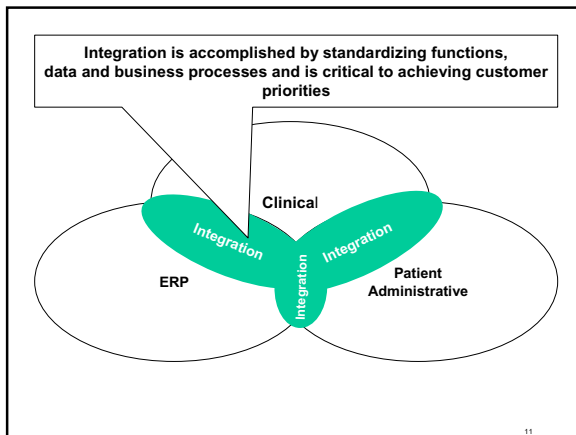 Integration is accomplished by standardizing functions,
data and business processes and is critical to achieving customer
priorities
Clinical
Integration
Integration
Integration
ERP
Patient
Administrative
11